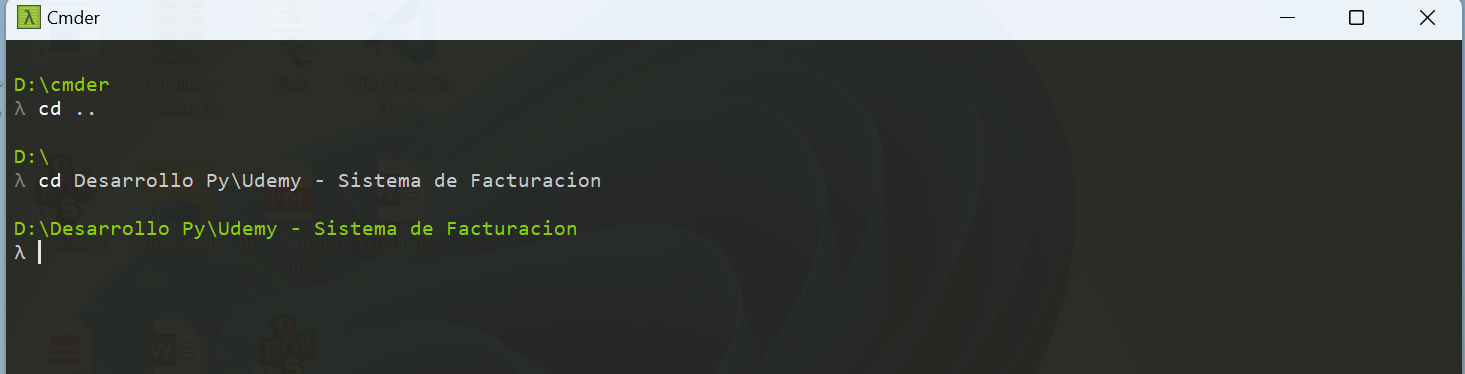 Cmder
D:\cmder
λ cd ..
D:\
λ cd Desarrollo Py\Udemy - Sistema de Facturacion
D:\Desarrollo Py\Udemy - Sistema de Facturacion
λ